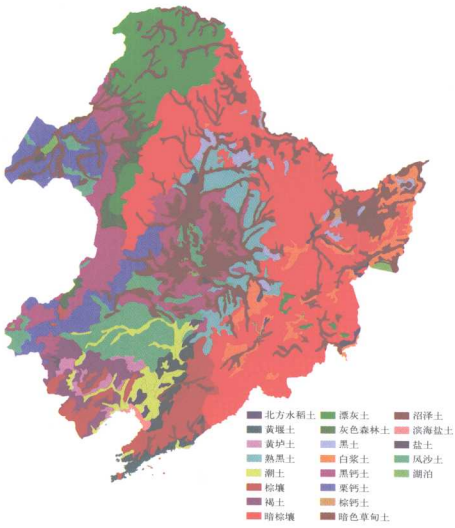 北方水稻土
黄堰土
黄垆土
熟黑土
潮土
棕壤
褐土
暗棕壤
漂灰土
灰色森林土
黑土
白浆土
黑钙土
栗钙土
棕钙土
暗色草甸土
沼泽土
滨海盐土
盐土
风沙土
湖泊